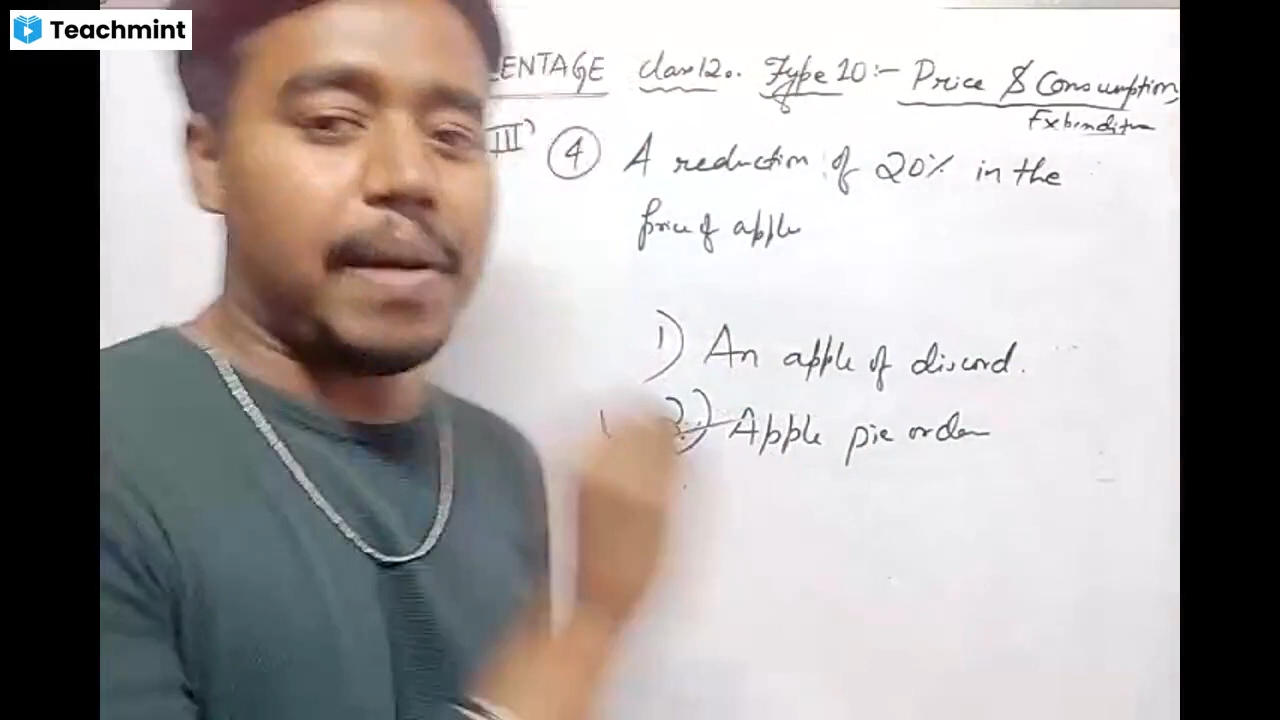 Teachmint
ENTAGE Class 12. Type 10:- Price & Consumption,
Expenditure
III) 4 A reduction of 20% in the
price of apple
1) An apple of discord.
2) Apple pie order